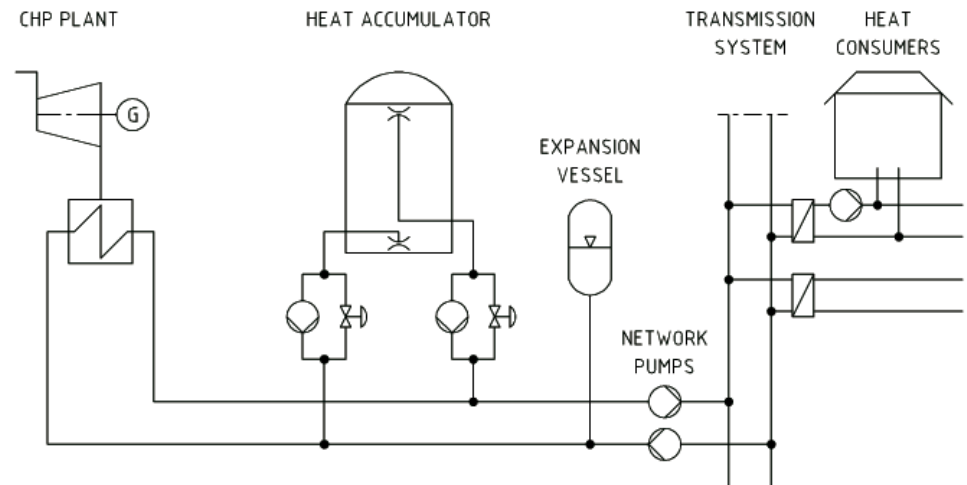 CHP PLANT
HEAT ACCUMULATOR
TRANSMISSION
SYSTEM
HEAT
CONSUMERS
G
EXPANSION
VESSEL
NETWORK
PUMPS